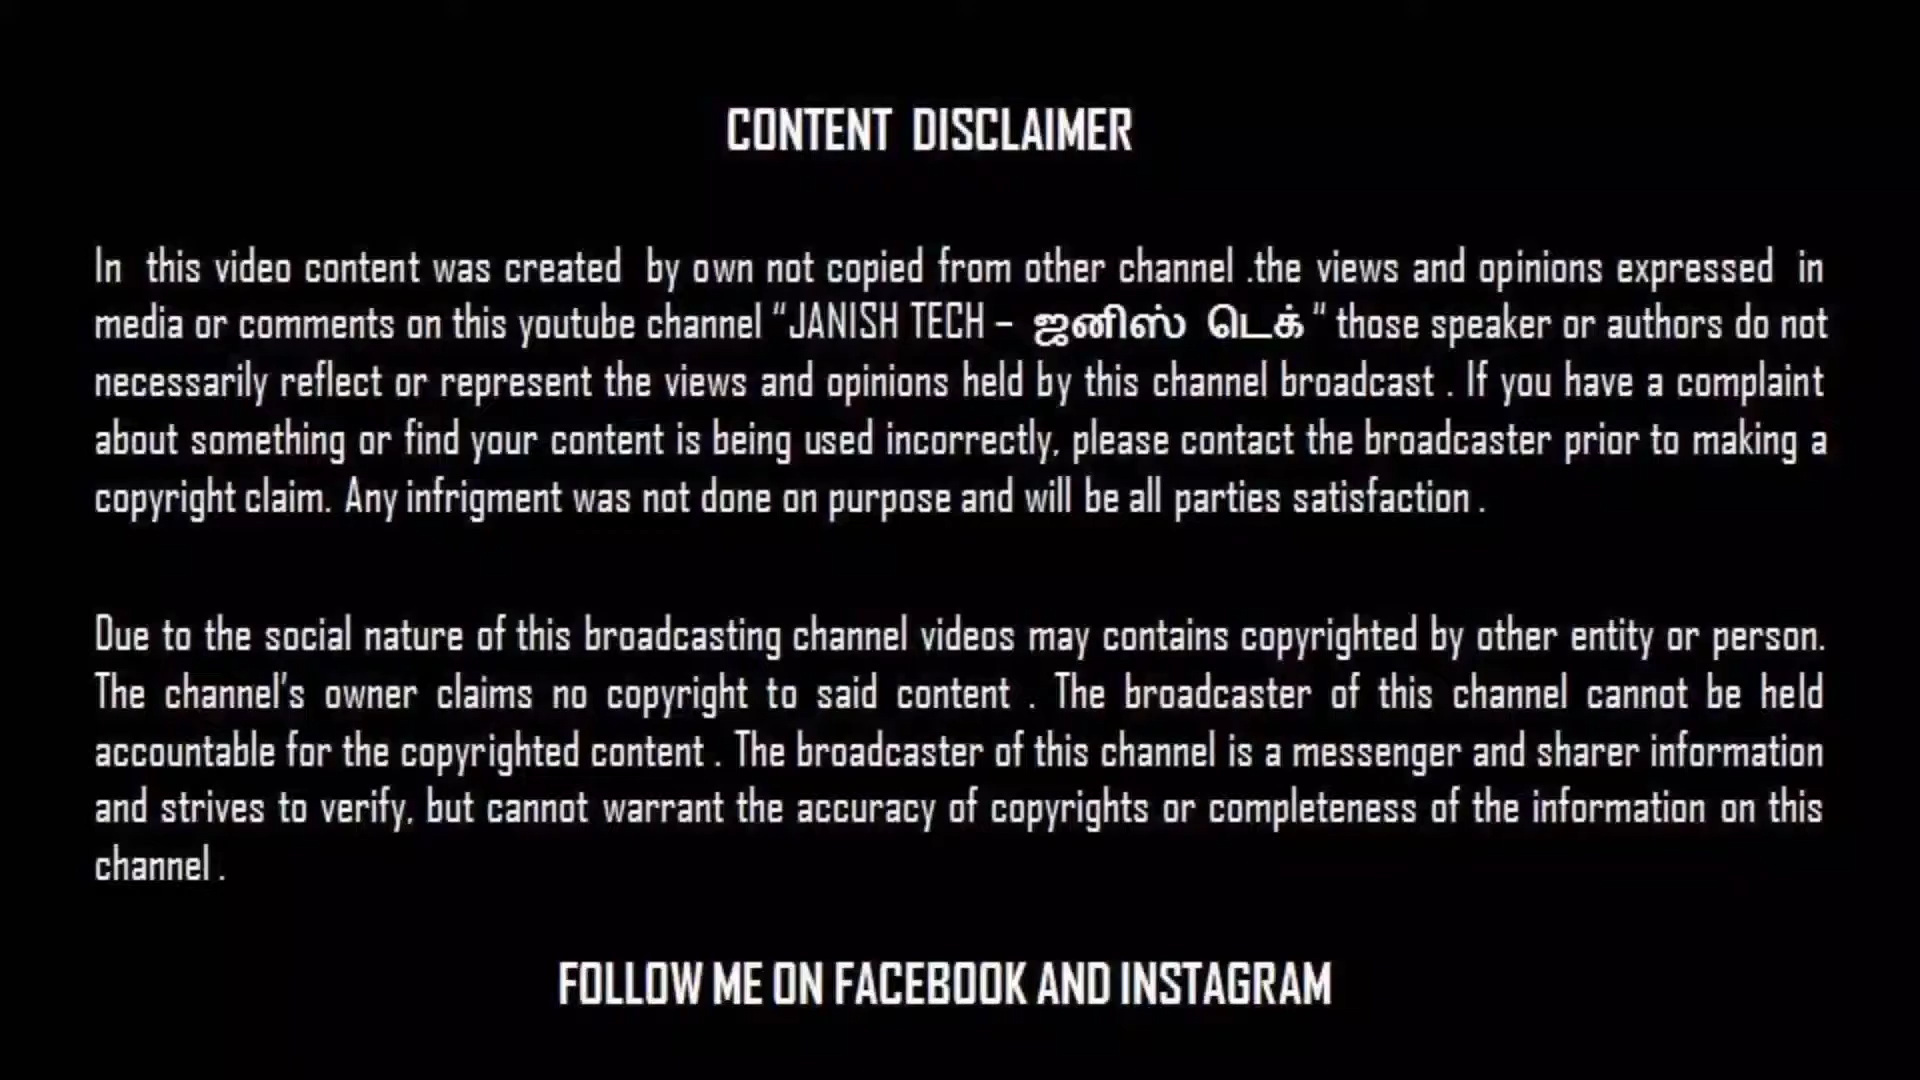 CONTENT DISCLAIMER
In this video content was created by own not copied from other channel .the views and opinions expressed in
media or comments on this youtube channel “JANISH TECH – ஜனிஸ் டெக் “ those speaker or authors do not
necessarily reflect or represent the views and opinions held by this channel broadcast . If you have a complaint
about something or find your content is being used incorrectly, please contact the broadcaster prior to making a
copyright claim. Any infrigment was not done on purpose and will be all parties satisfaction .
Due to the social nature of this broadcasting channel videos may contains copyrighted by other entity or person.
The channel’s owner claims no copyright to said content . The broadcaster of this channel cannot be held
accountable for the copyrighted content . The broadcaster of this channel is a messenger and sharer information
and strives to verify, but cannot warrant the accuracy of copyrights or completeness of the information on this
channel .
FOLLOW ME ON FACEBOOK AND INSTAGRAM